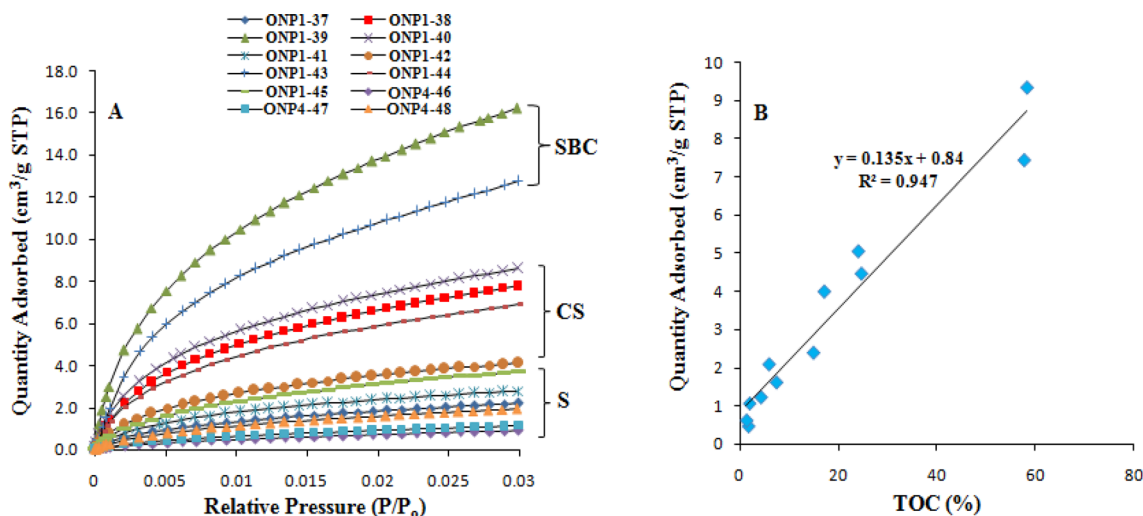 ONP1-37 ONP1-38
ONP1-39 ONP1-40
ONP1-41 ONP1-42
ONP1-43 ONP1-44
ONP1-45 ONP4-46
ONP4-47 ONP4-48
A
Quantity Adsorbed (cm³/g STP)
18.0
16.0
14.0
12.0
10.0
8.0
6.0
4.0
2.0
0.0
SBC
CS
S
0 0.005 0.01 0.015 0.02 0.025 0.03
Relative Pressure (P/Pₒ)
B
Quantity Adsorbed (cm³/g STP)
10
9
8
7
6
5
4
3
2
1
0
y = 0.135x + 0.84
R² = 0.947
0 20 40 60 80
TOC (%)